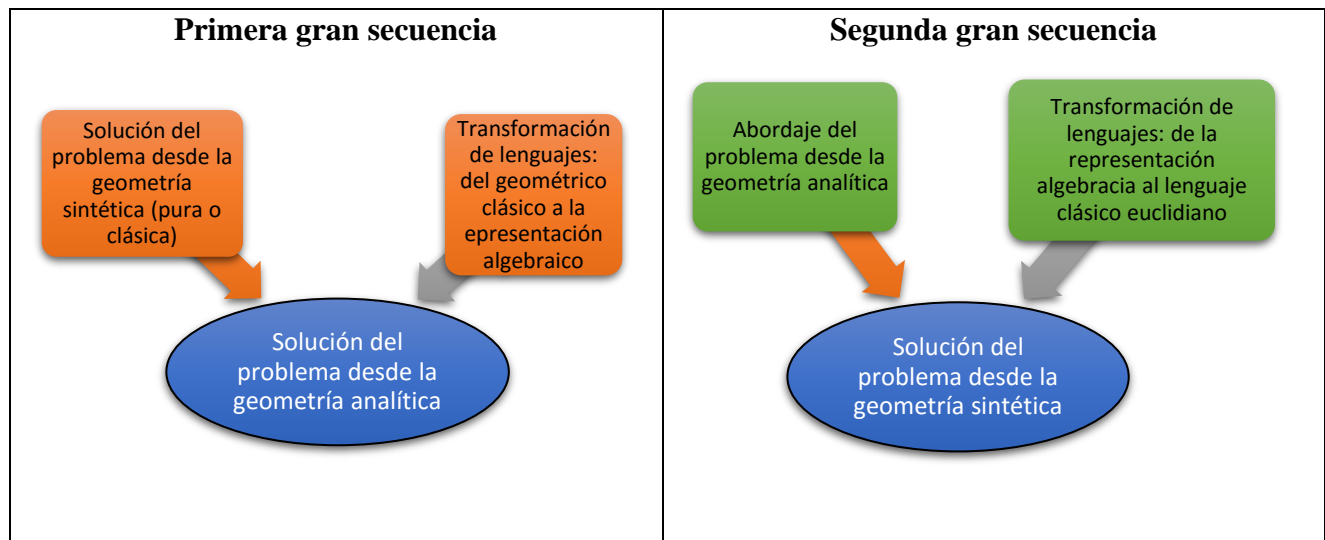 Primera gran secuencia
Solución del
problema desde la
geometría
sintética (pura o
clásica)
Transformación
de lenguajes:
del geométrico
clásico a la
epresentación
algebraico
Solución del
problema desde la
geometría analítica
Segunda gran secuencia
Abordaje del
problema desde la
geometría analítica
Transformación de
lenguajes: de la
representación
algebracia al lenguaje
clásico euclidiano
Solución del
problema desde la
geometría sintética